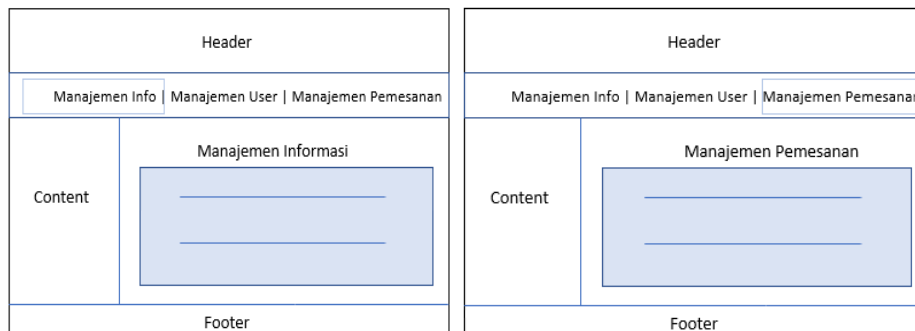 Header
Manajemen Info | Manajemen User | Manajemen Pemesanan
Manajemen Informasi
Content
Footer
Header
Manajemen Info | Manajemen User | Manajemen Pemesanan
Manajemen Pemesanan
Content
Footer